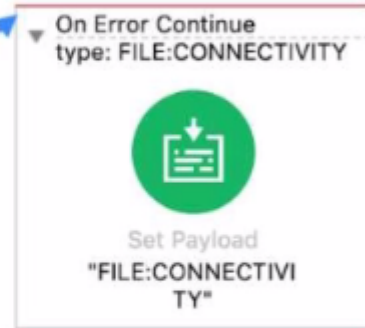 On Error Continue
type: FILE:CONNECTIVITY
Set Payload
"FILE:CONNECTIVI
TY"